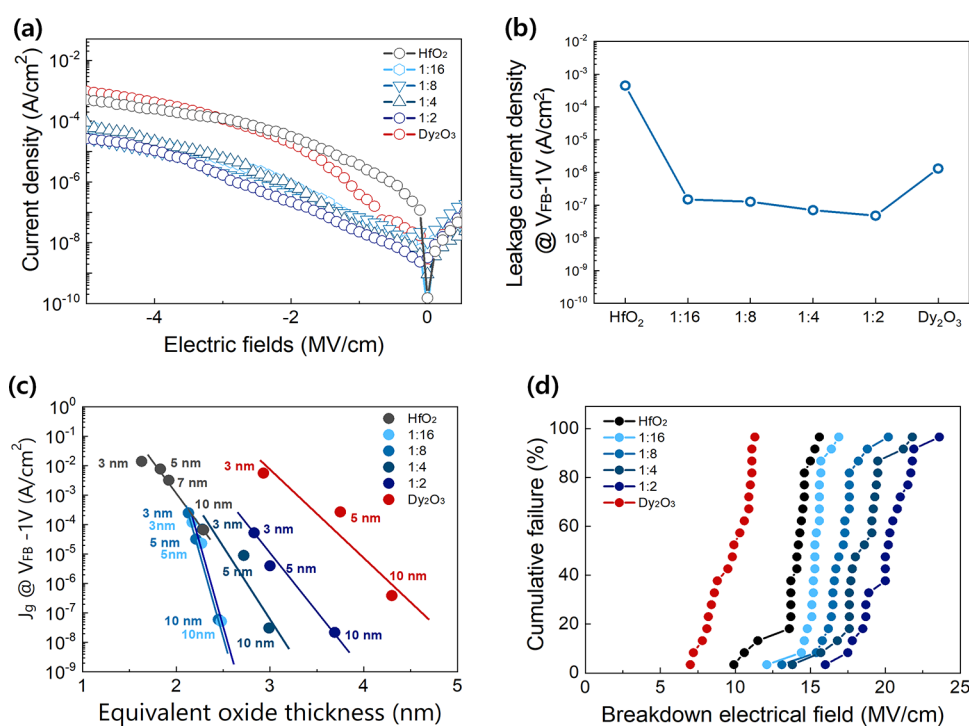 (a)
Current density (A/cm²)
10⁻²
10⁻⁴
10⁻⁶
10⁻⁸
10⁻¹⁰
HfO₂
1:16
1:8
1:4
1:2
Dy₂O₃
-4
-2
0
Electric fields (MV/cm)
(b)
Leakage current density
@ VFB-1V (A/cm²)
10⁻²
10⁻³
10⁻⁴
10⁻⁵
10⁻⁶
10⁻⁷
10⁻⁸
10⁻⁹
10⁻¹⁰
HfO₂
1:16
1:8
1:4
1:2
Dy₂O₃
(c)
Jg @ VFB -1V (A/cm²)
10⁰
10⁻¹
10⁻²
10⁻³
10⁻⁴
10⁻⁵
10⁻⁶
10⁻⁷
10⁻⁸
10⁻⁹
HfO₂
1:16
1:8
1:4
1:2
Dy₂O₃
3 nm
5 nm
7 nm
10 nm
3 nm
3nm
5 nm
5nm
10 nm
10nm
3 nm
5 nm
10 nm
3 nm
5 nm
10 nm
3 nm
5 nm
10 nm
1
2
3
4
5
Equivalent oxide thickness (nm)
(d)
Cumulative failure (%)
100
80
60
40
20
0
HfO₂
1:16
1:8
1:4
1:2
Dy₂O₃
0
5
10
15
20
25
Breakdown electrical field (MV/cm)